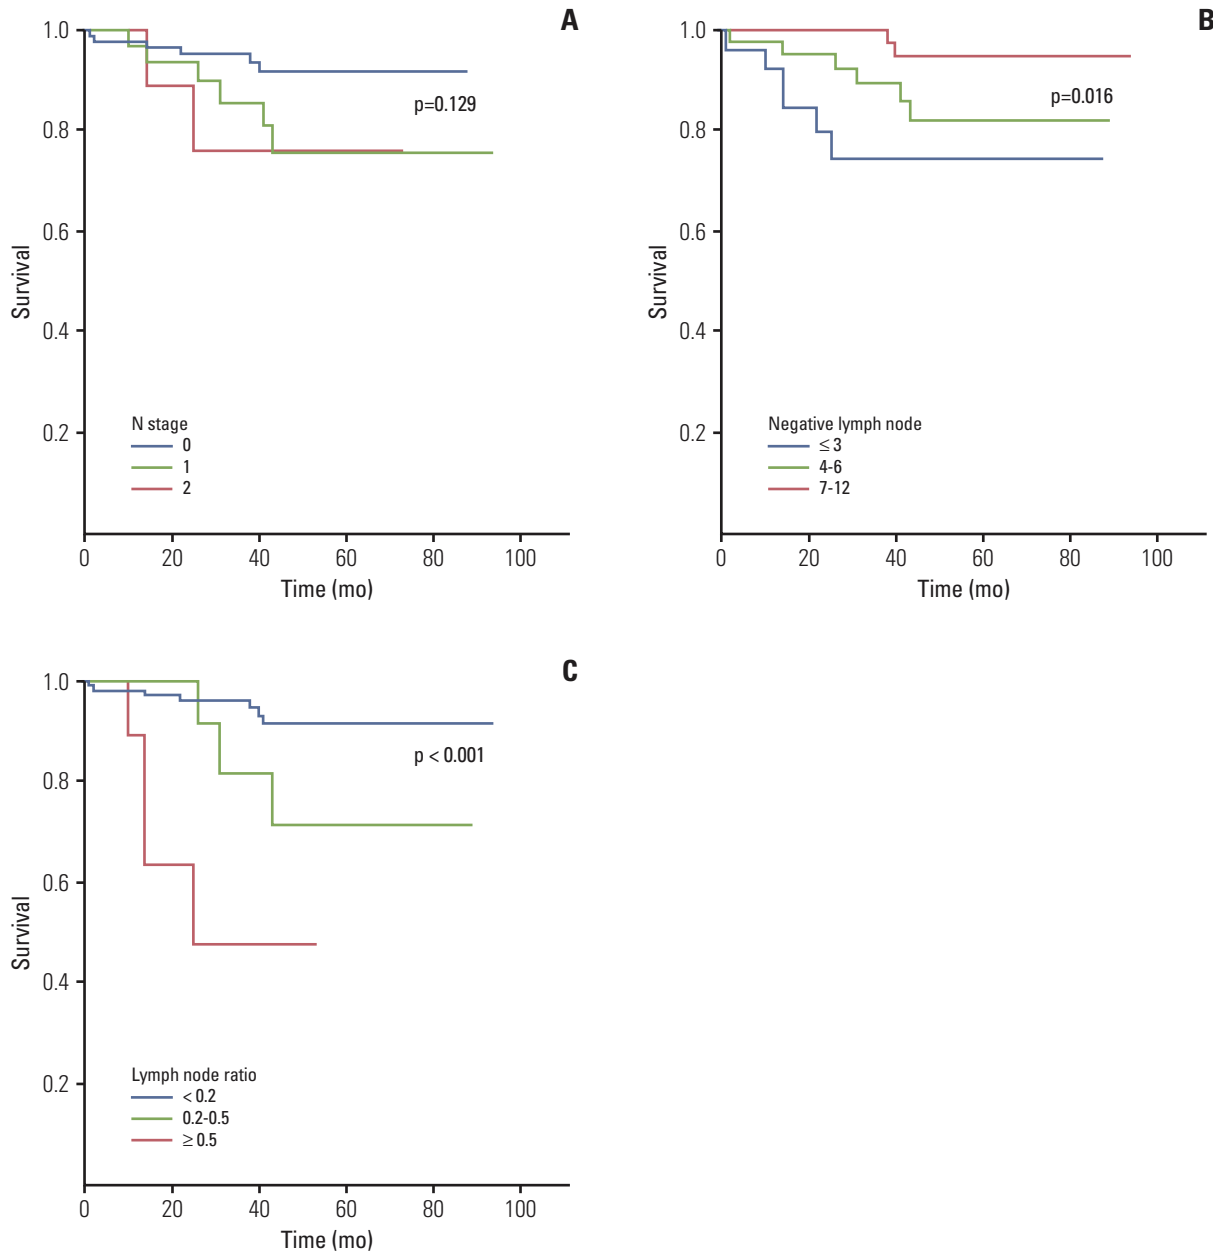 A
1.0
0.8
0.6
0.4
0.2
Survival
p=0.129
N stage
0
1
2
0 20 40 60 80 100
Time (mo)
B
1.0
0.8
0.6
0.4
0.2
Survival
p=0.016
Negative lymph node
≤ 3
4-6
7-12
0 20 40 60 80 100
Time (mo)
C
1.0
0.8
0.6
0.4
0.2
Survival
p < 0.001
Lymph node ratio
< 0.2
0.2-0.5
≥ 0.5
0 20 40 60 80 100
Time (mo)